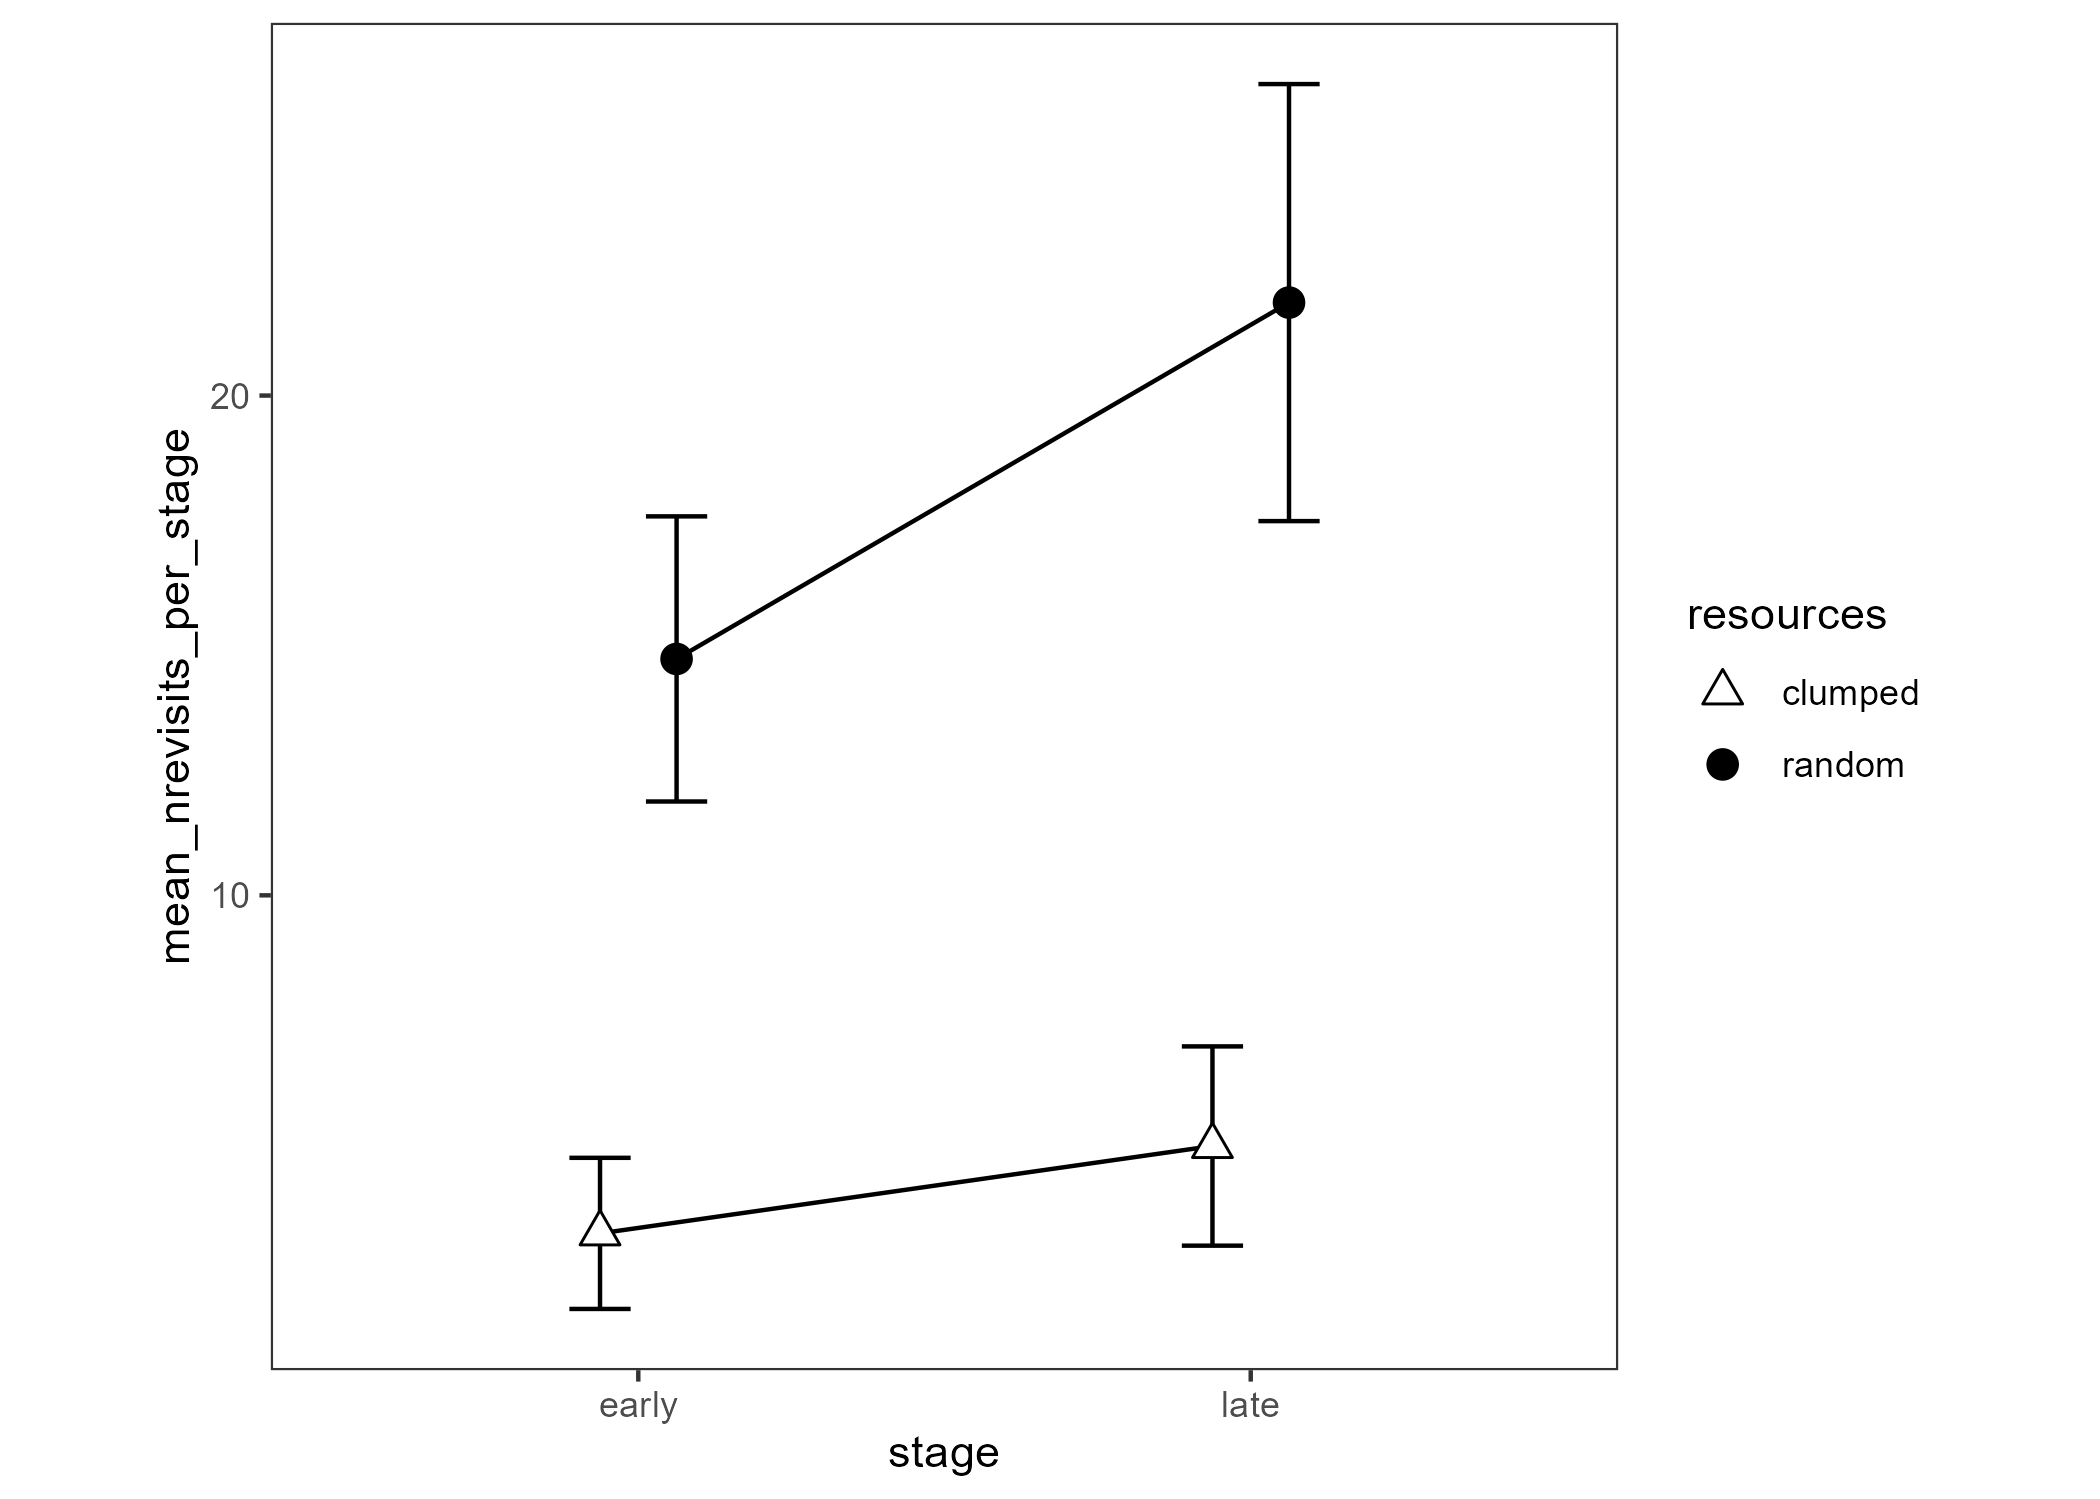 mean_nrevisits_per_stage
20
10
early
late
stage
resources
clumped
random